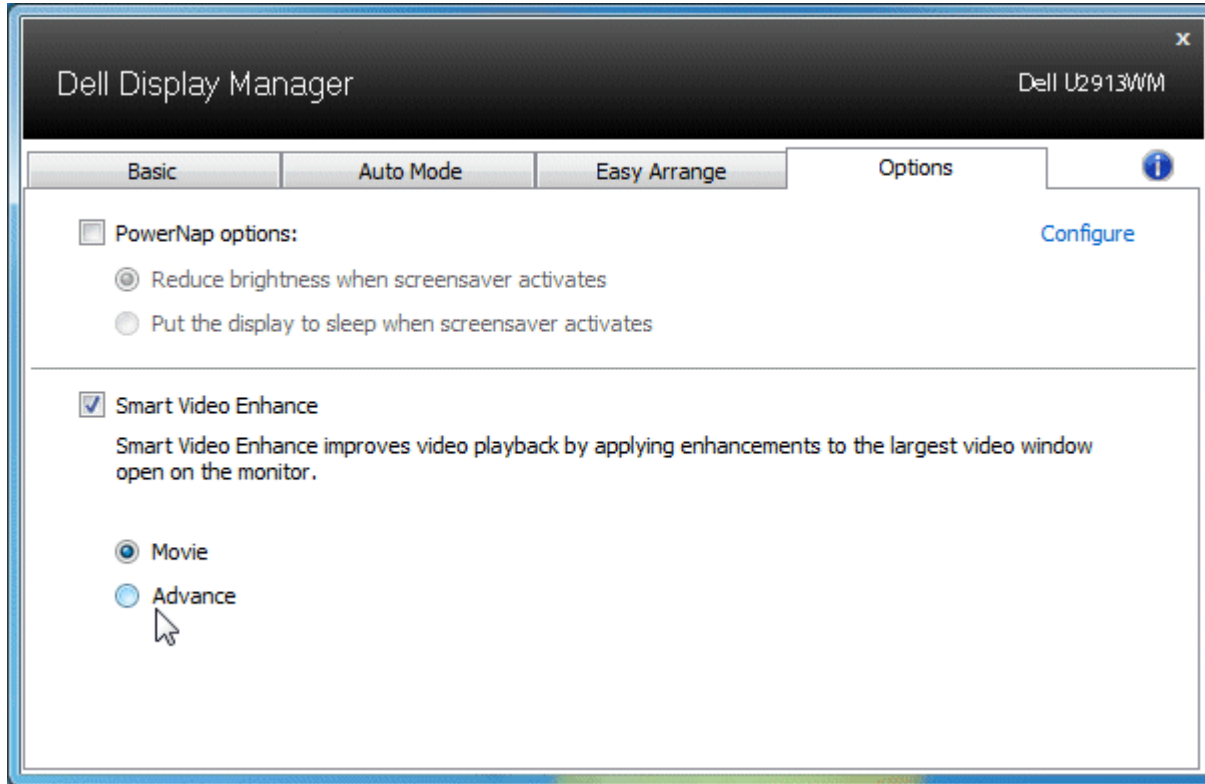 x
Dell Display Manager
Dell U2913WM
Basic
Auto Mode
Easy Arrange
Options
i
PowerNap options:
Configure
Reduce brightness when screensaver activates
Put the display to sleep when screensaver activates
Smart Video Enhance
Smart Video Enhance improves video playback by applying enhancements to the largest video window
open on the monitor.
Movie
Advance